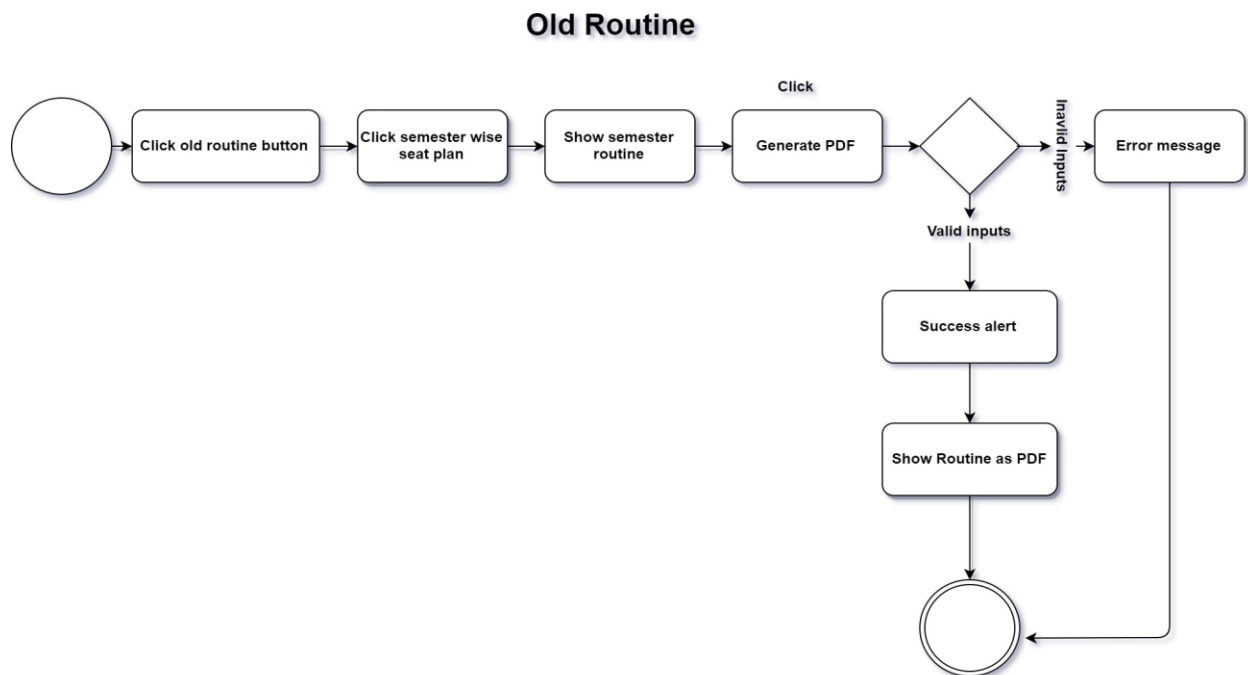 Old Routine
Click
Click old routine button
Click semester wise
seat plan
Show semester
routine
Generate PDF
Inavlid Inputs
Error message
Valid inputs
Success alert
Show Routine as PDF